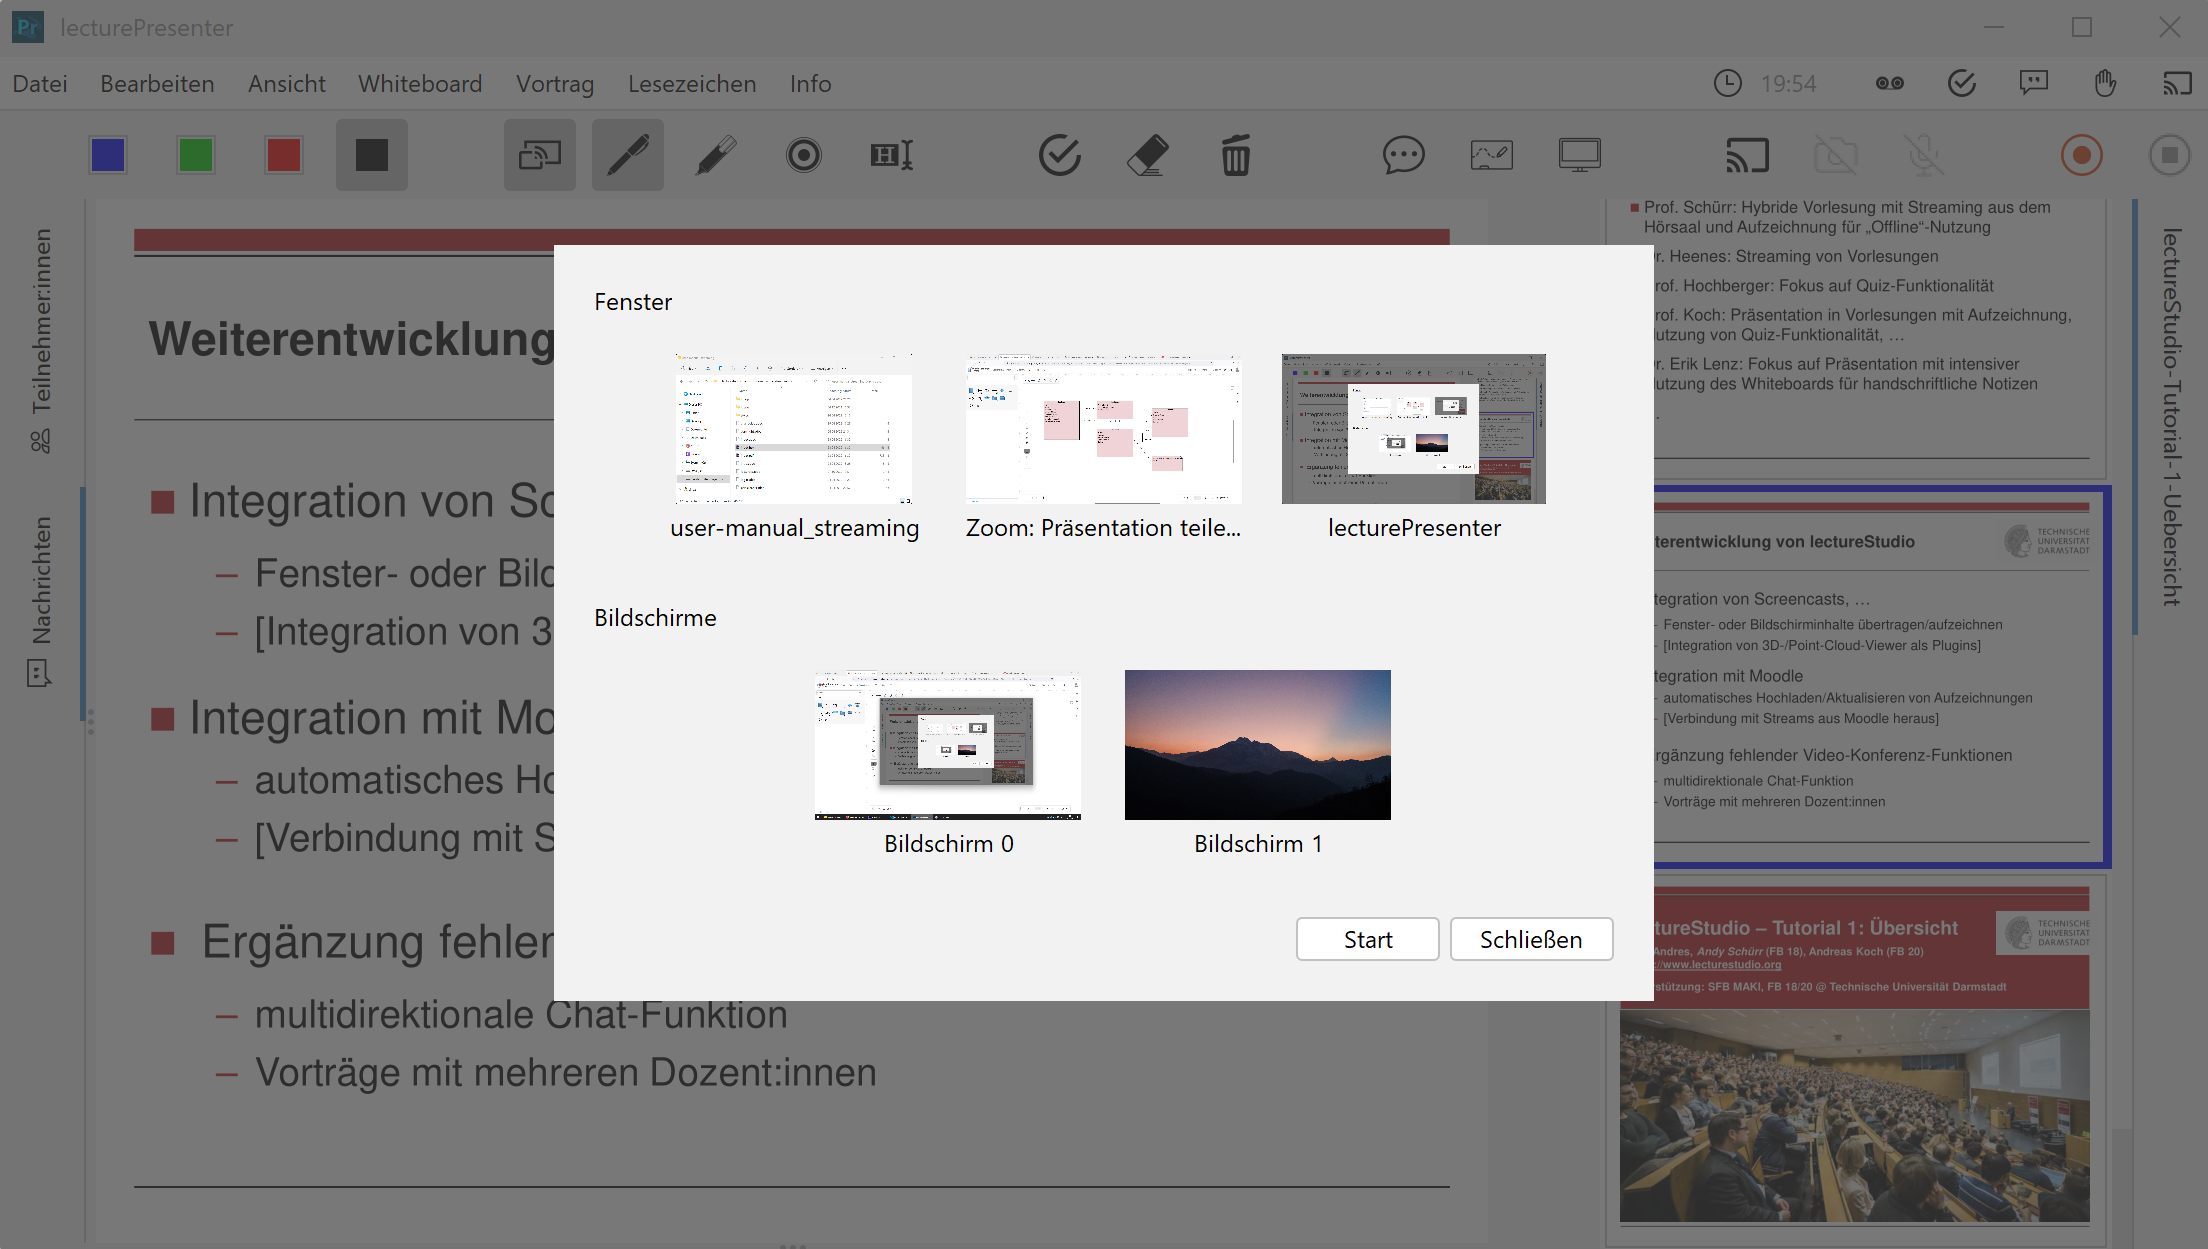 Pr lecturePresenter
Datei Bearbeiten Ansicht Whiteboard Vortrag Lesezeichen Info 19:54
H
Teilnehmer:innen
Nachrichten
Weiterentwicklung
Integration von Sc
– Fenster- oder Bild
– [Integration von 3
Integration mit Mo
– automatisches Ho
– [Verbindung mit S
Ergänzung fehler
– multidirektionale Chat-Funktion
– Vorträge mit mehreren Dozent:innen
Fenster
user-manual_streaming
Zoom: Präsentation teile...
lecturePresenter
Bildschirme
Bildschirm 0
Bildschirm 1
Start
Schließen
Prof. Schürr: Hybride Vorlesung mit Streaming aus dem
Hörsaal und Aufzeichnung für „Offline“-Nutzung
r. Heenes: Streaming von Vorlesungen
rof. Hochberger: Fokus auf Quiz-Funktionalität
rof. Koch: Präsentation in Vorlesungen mit Aufzeichnung,
utzung von Quiz-Funktionalität, …
r. Erik Lenz: Fokus auf Präsentation mit intensiver
utzung des Whiteboards für handschriftliche Notizen
terentwicklung von lectureStudio
TECHNISCHE
UNIVERSITÄT
DARMSTADT
tegration von Screencasts, …
Fenster- oder Bildschirminhalte übertragen/aufzeichnen
[Integration von 3D-/Point-Cloud-Viewer als Plugins]
tegration mit Moodle
automatisches Hochladen/Aktualisieren von Aufzeichnungen
[Verbindung mit Streams aus Moodle heraus]
rgänzung fehlender Video-Konferenz-Funktionen
multidirektionale Chat-Funktion
Vorträge mit mehreren Dozent:innen
tureStudio – Tutorial 1: Übersicht
TECHNISCHE
UNIVERSITÄT
DARMSTADT
Andres, Andy Schürr (FB 18), Andreas Koch (FB 20)
://www.lecturestudio.org
rstützung: SFB MAKI, FB 18/20 @ Technische Universität Darmstadt
lectureStudio-Tutorial-1-Uebersicht